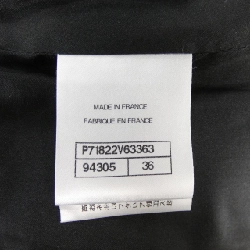 MADE IN FRANCE
FABRIQUE EN FRANCE
P71822V63363
94305 36